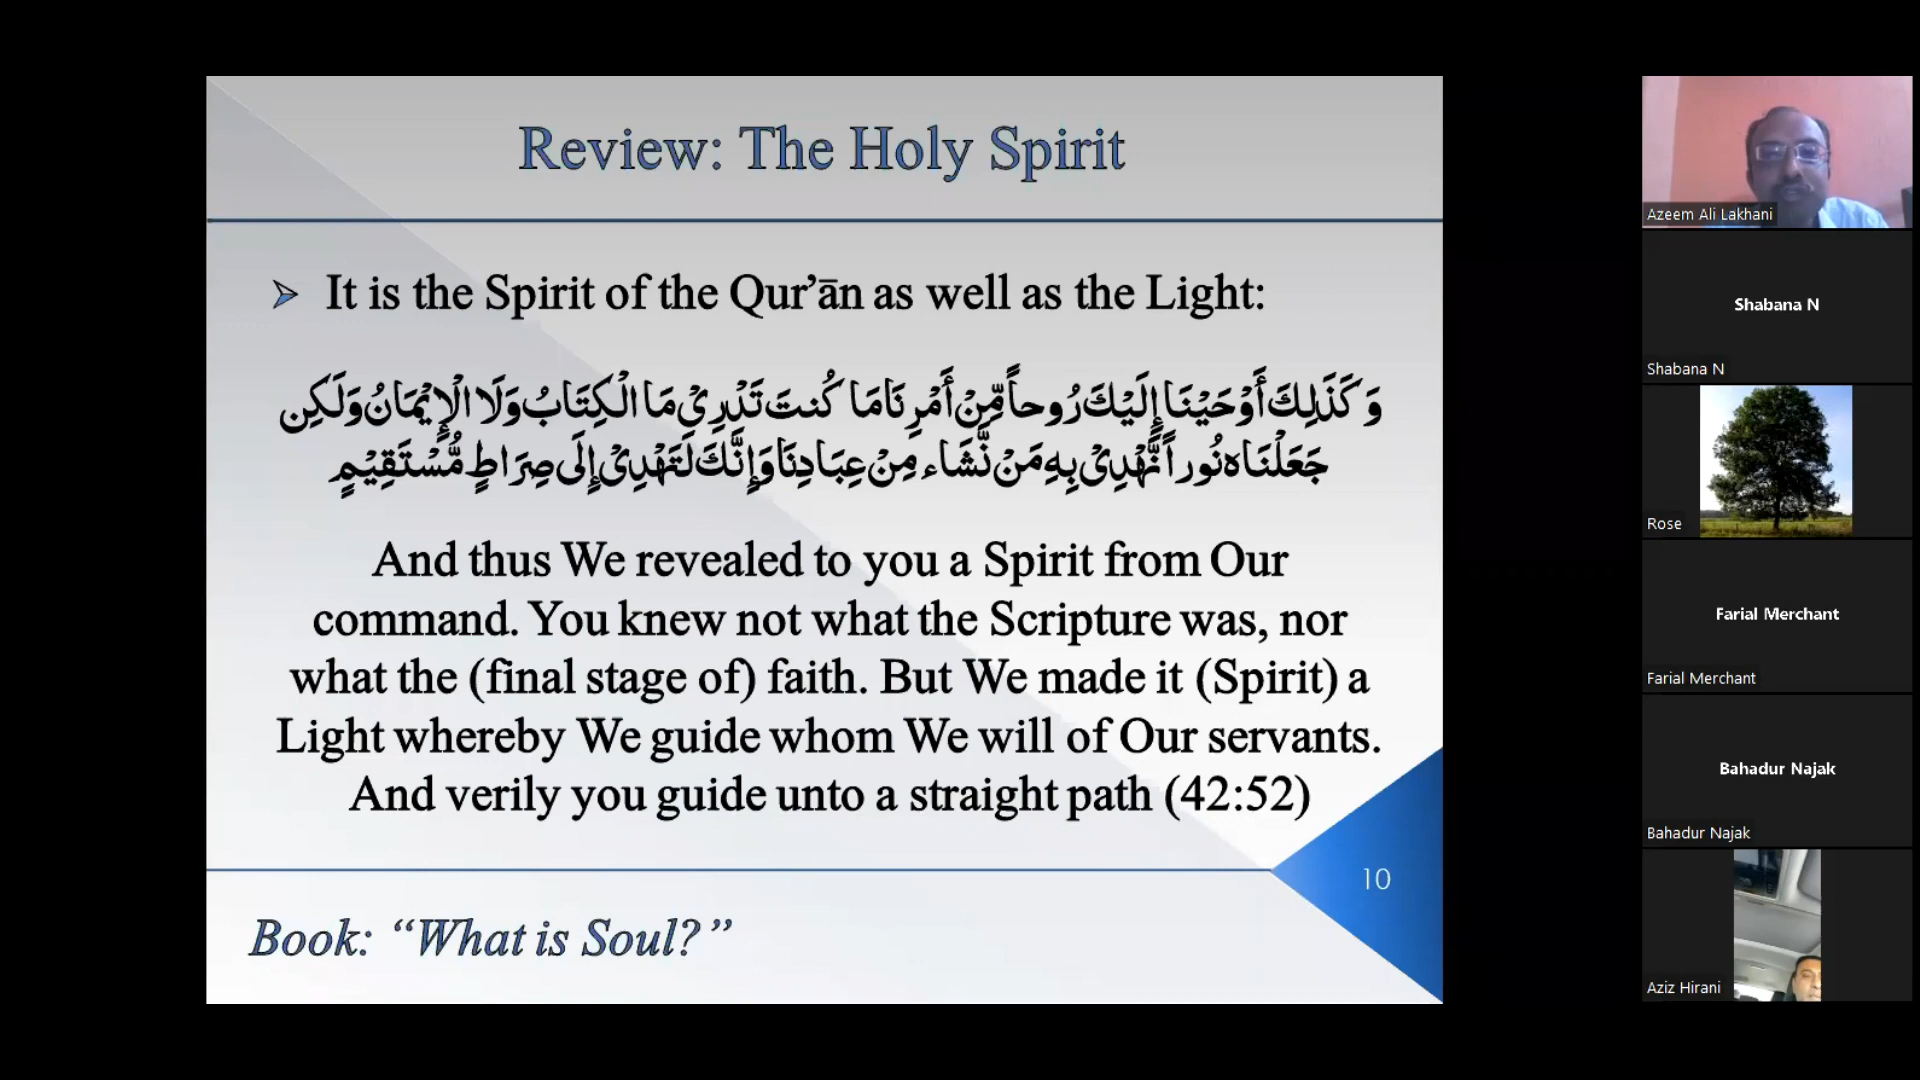 Review: The Holy Spirit
It is the Spirit of the Qur’ān as well as the Light:
وَكَذَلِكَ أَوْحَيْنَا إِلَيْكَ رُوحاً مِّنْ أَمْرِنَا مَا كُنتَ تَدْرِيْ مَا الْكِتَابُ وَلَا الْإِيْمَانُ وَلَكِن
جَعَلْنَاهُ نُوراً نَّهْدِيْ بِهِ مَنْ نَّشَاء مِنْ عِبَادِنَا وَإِنَّكَ لَتَهْدِيْ إِلَى صِرَاطٍ مُّسْتَقِيْمٍ
And thus We revealed to you a Spirit from Our
command. You knew not what the Scripture was, nor
what the (final stage of) faith. But We made it (Spirit) a
Light whereby We guide whom We will of Our servants.
And verily you guide unto a straight path (42:52)
10
Book: “What is Soul?”
Azeem Ali Lakhani
Shabana N
Shabana N
Rose
Farial Merchant
Farial Merchant
Bahadur Najak
Bahadur Najak
Aziz Hirani